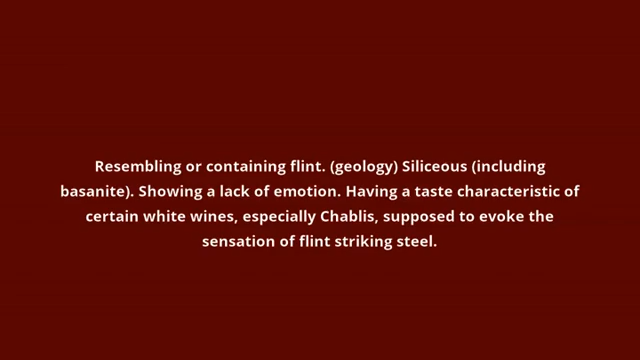 Resembling or containing flint. (geology) Siliceous (including
basanite). Showing a lack of emotion. Having a taste characteristic of
certain white wines, especially Chablis, supposed to evoke the
sensation of flint striking steel.